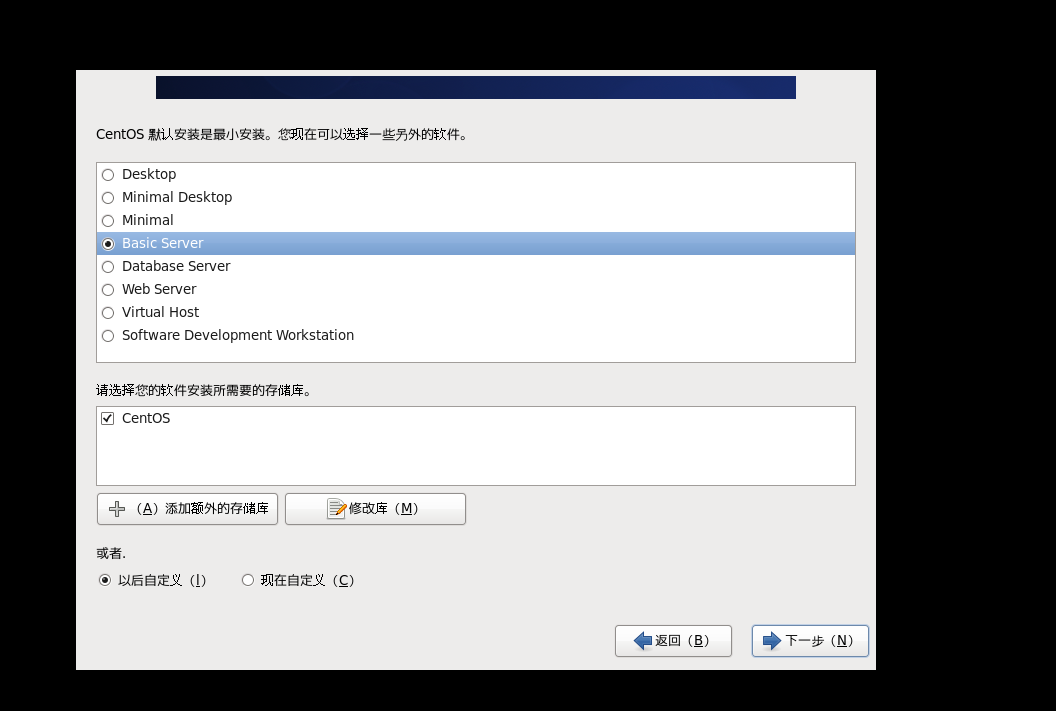 CentOS 默认安装是最小安装。您现在可以选择一些另外的软件。
Desktop
Minimal Desktop
Minimal
Basic Server
Database Server
Web Server
Virtual Host
Software Development Workstation
请选择您的软件安装所需要的存储库。
CentOS
（A）添加额外的存储库 修改库（M）
或者.
以后自定义（l） 现在自定义（C）
返回（B） 下一步（N）